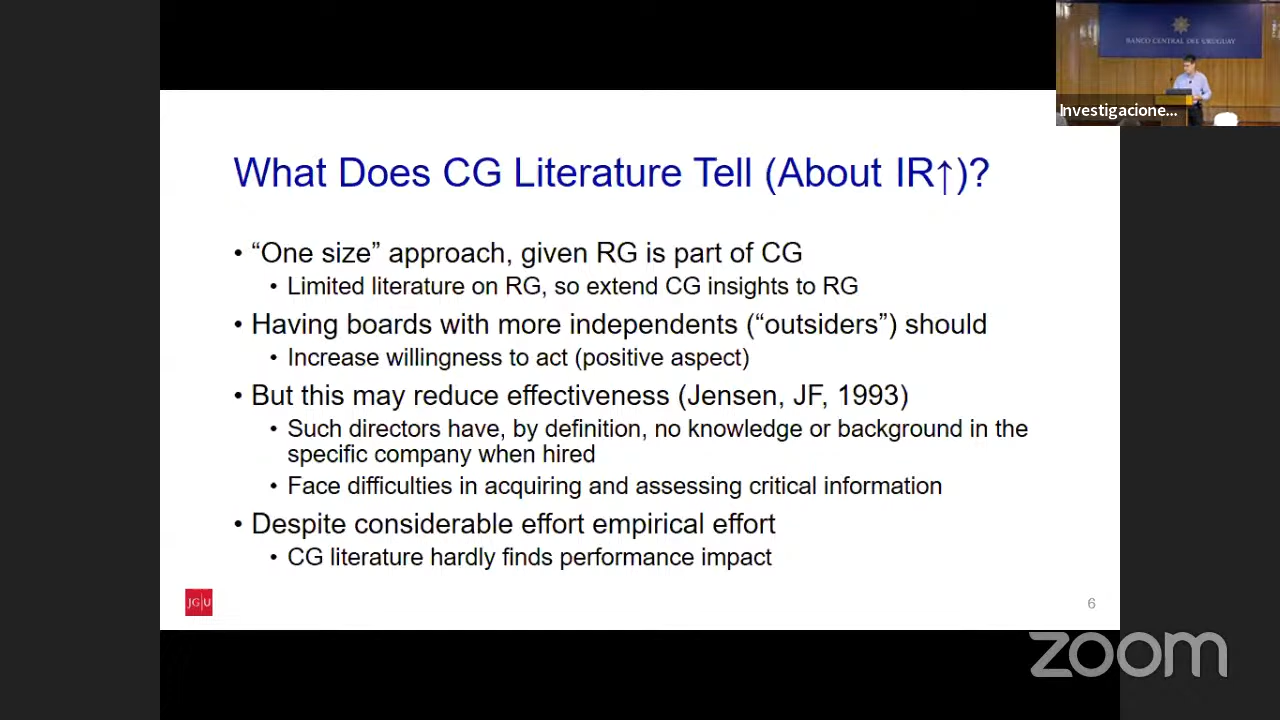 BANCO CENTRAL DEL URUGUAY
Investigacione...
What Does CG Literature Tell (About IR↑)?
• “One size” approach, given RG is part of CG
• Limited literature on RG, so extend CG insights to RG
• Having boards with more independents (“outsiders”) should
• Increase willingness to act (positive aspect)
• But this may reduce effectiveness (Jensen, JF, 1993)
• Such directors have, by definition, no knowledge or background in the
specific company when hired
• Face difficulties in acquiring and assessing critical information
• Despite considerable effort empirical effort
• CG literature hardly finds performance impact
JG|U
6
zoom